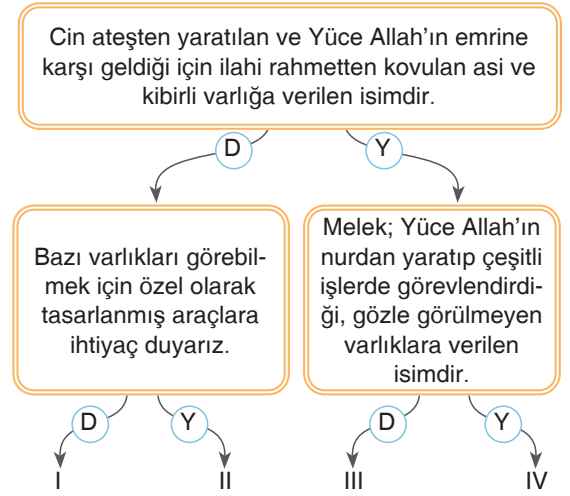 Cin ateşten yaratılan ve Yüce Allah’ın emrine
karşı geldiği için ilahi rahmetten kovulan asi ve
kibirli varlığa verilen isimdir.
D
Y
Bazı varlıkları görebil-
mek için özel olarak
tasarlanmış araçlara
ihtiyaç duyarız.
Melek; Yüce Allah’ın
nurdan yaratıp çeşitli
işlerde görevlendirdi-
ği, gözle görülmeyen
varlıklara verilen
isimdir.
D
Y
D
Y
I
II
III
IV